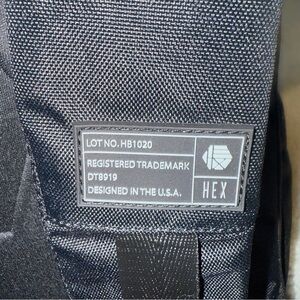 LOT NO. HB1020
REGISTERED TRADEMARK
DT8919
DESIGNED IN THE U.S.A.
HEX